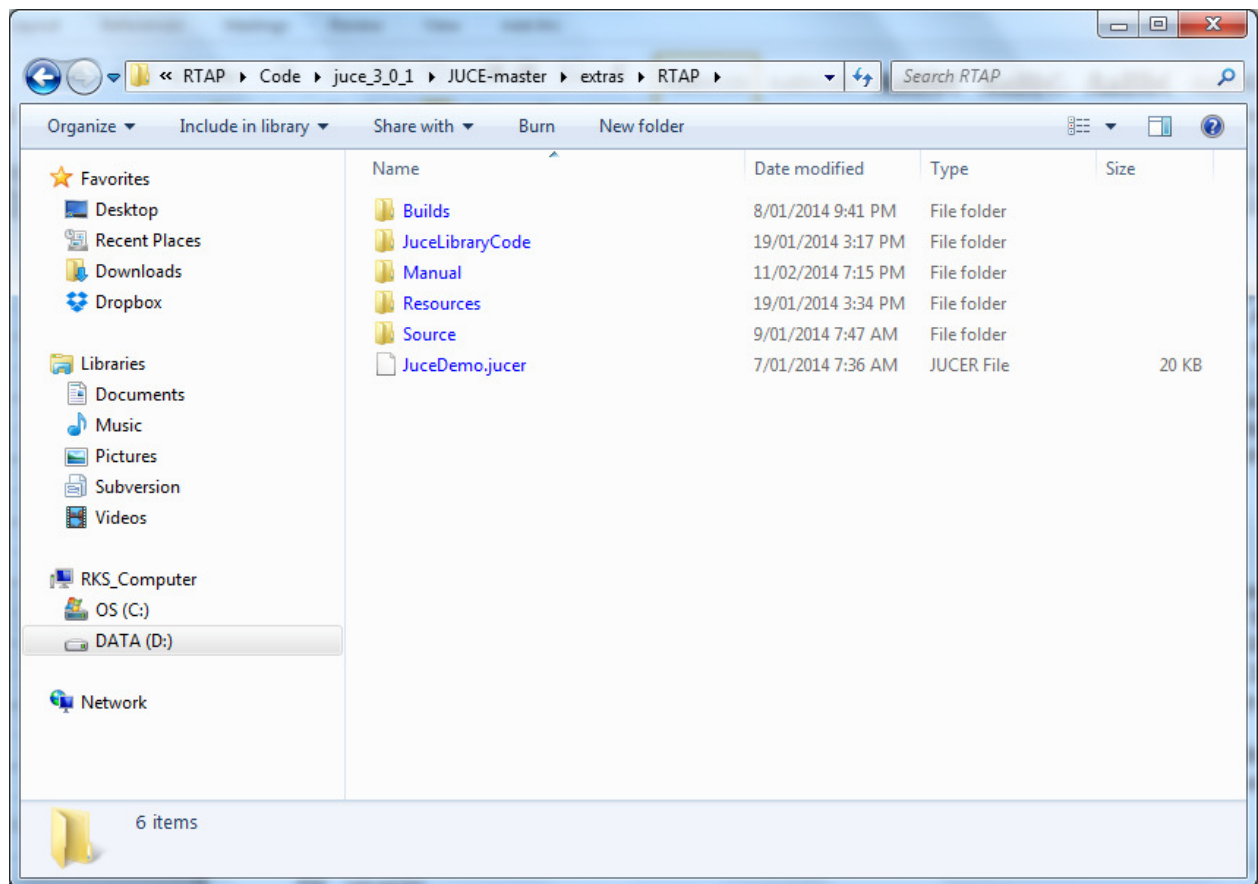 « RTAP ▸ Code ▸ juce_3_0_1 ▸ JUCE-master ▸ extras ▸ RTAP ▸ Search RTAP
Organize Include in library Share with Burn New folder
Favorites
Desktop
Recent Places
Downloads
Dropbox
Libraries
Documents
Music
Pictures
Subversion
Videos
RKS_Computer
OS (C:)
DATA (D:)
Network
Name Date modified Type Size
Builds 8/01/2014 9:41 PM File folder
JuceLibraryCode 19/01/2014 3:17 PM File folder
Manual 11/02/2014 7:15 PM File folder
Resources 19/01/2014 3:34 PM File folder
Source 9/01/2014 7:47 AM File folder
JuceDemo.jucer 7/01/2014 7:36 AM JUCER File 20 KB
6 items